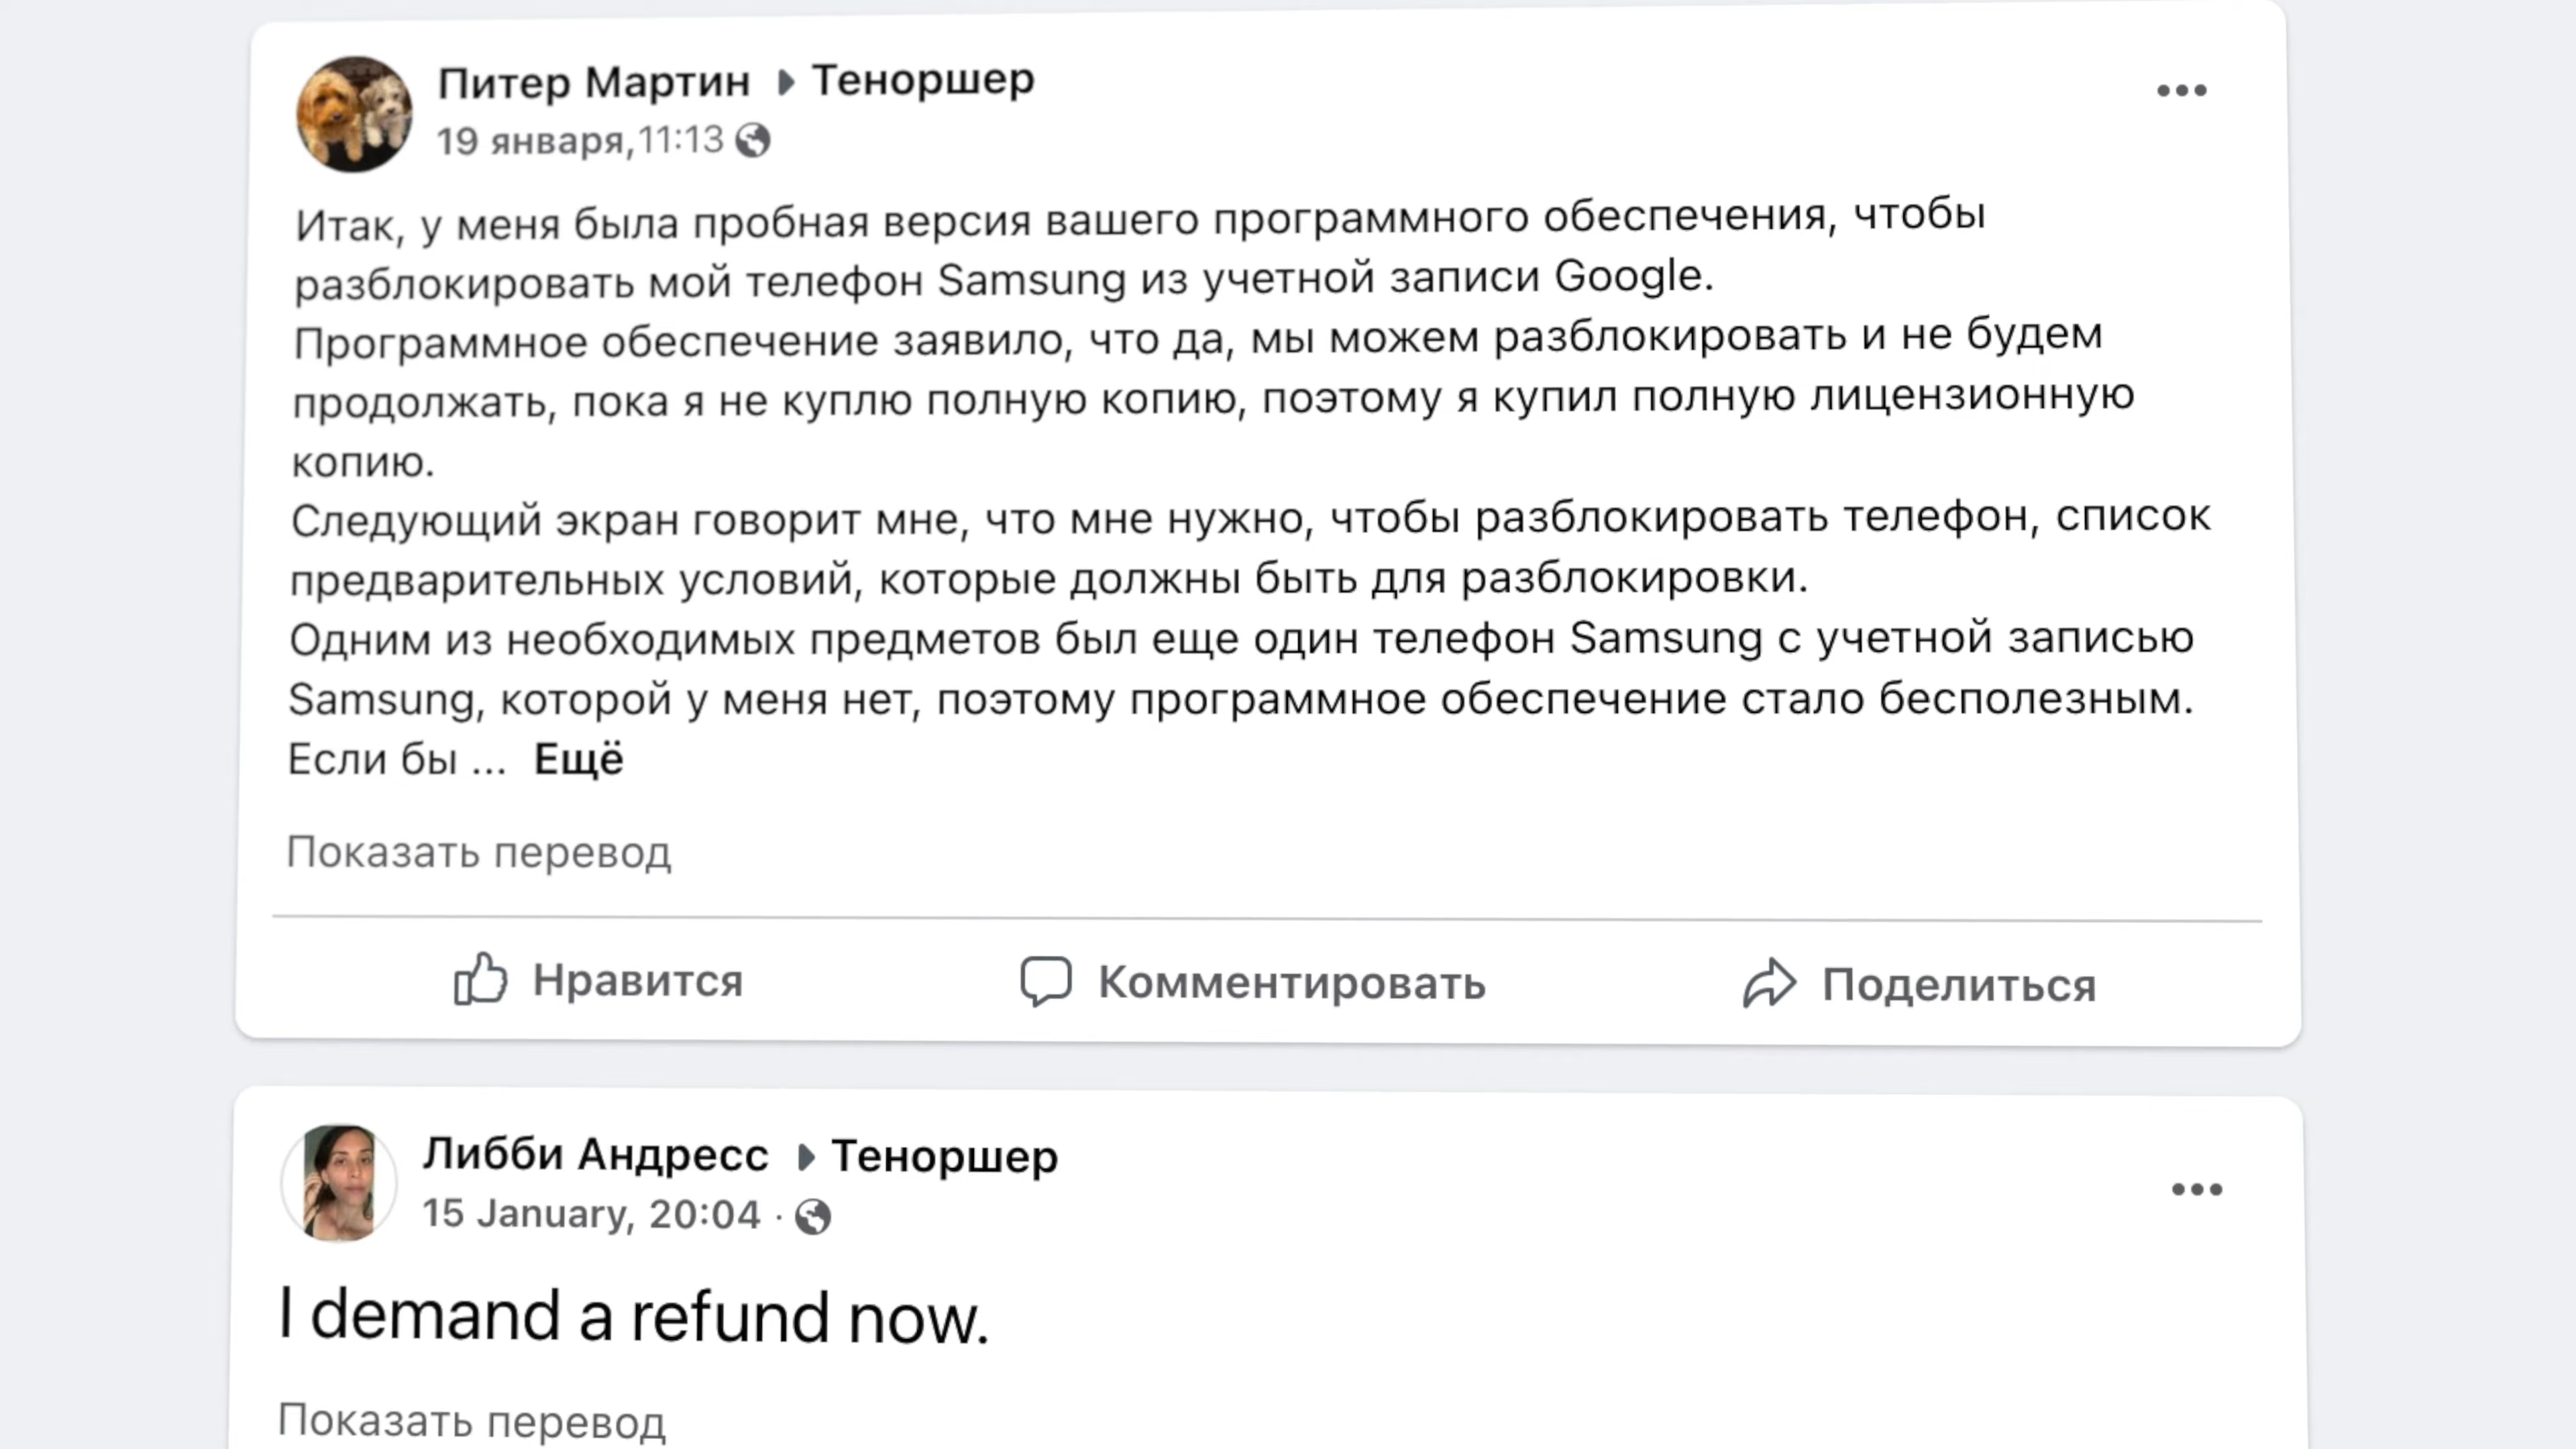 Питер Мартин Теноршер
19 января,11:13
Итак, у меня была пробная версия вашего программного обеспечения, чтобы
разблокировать мой телефон Samsung из учетной записи Google.
Программное обеспечение заявило, что да, мы можем разблокировать и не будем
продолжать, пока я не куплю полную копию, поэтому я купил полную лицензионную
копию.
Следующий экран говорит мне, что мне нужно, чтобы разблокировать телефон, список
предварительных условий, которые должны быть для разблокировки.
Одним из необходимых предметов был еще один телефон Samsung с учетной записью
Samsung, которой у меня нет, поэтому программное обеспечение стало бесполезным.
Если бы ... Ещё
Показать перевод
Нравится Комментировать Поделиться
Либби Андресс Теноршер
15 January, 20:04 ·
I demand a refund now.
Показать перевод